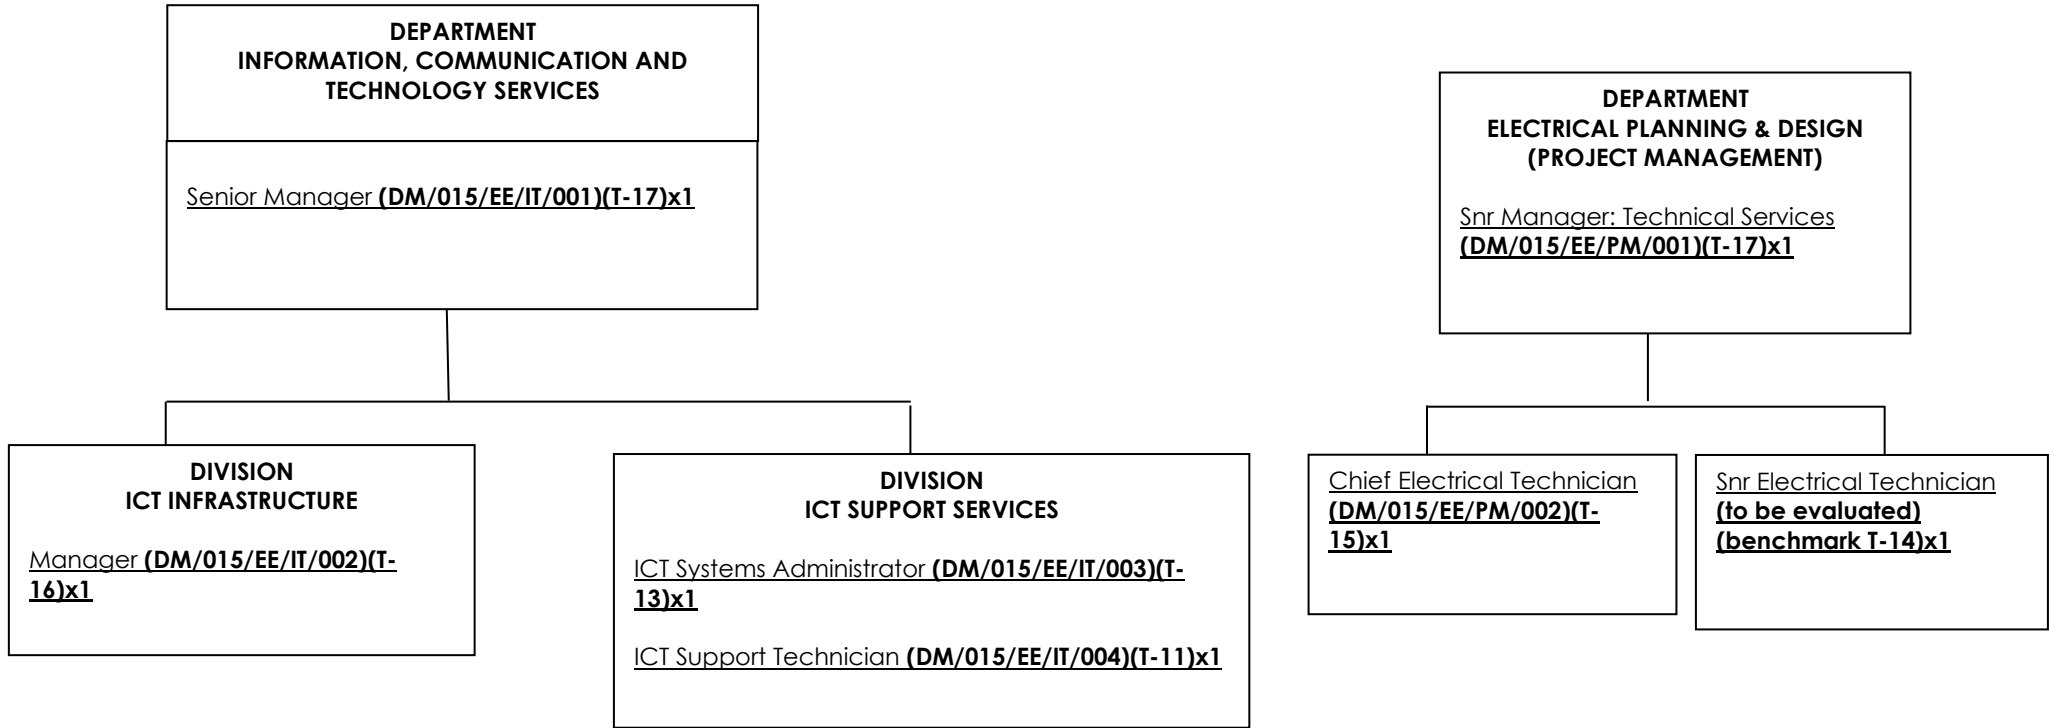 DEPARTMENT
INFORMATION, COMMUNICATION AND
TECHNOLOGY SERVICES
Senior Manager (DM/015/EE/IT/001)(T-17)x1
DIVISION
ICT INFRASTRUCTURE
Manager (DM/015/EE/IT/002)(T-
16)x1
DIVISION
ICT SUPPORT SERVICES
ICT Systems Administrator (DM/015/EE/IT/003)(T-
13)x1
ICT Support Technician (DM/015/EE/IT/004)(T-11)x1
DEPARTMENT
ELECTRICAL PLANNING & DESIGN
(PROJECT MANAGEMENT)
Snr Manager: Technical Services
(DM/015/EE/PM/001)(T-17)x1
Chief Electrical Technician
(DM/015/EE/PM/002)(T-
15)x1
Snr Electrical Technician
(to be evaluated)
(benchmark T-14)x1